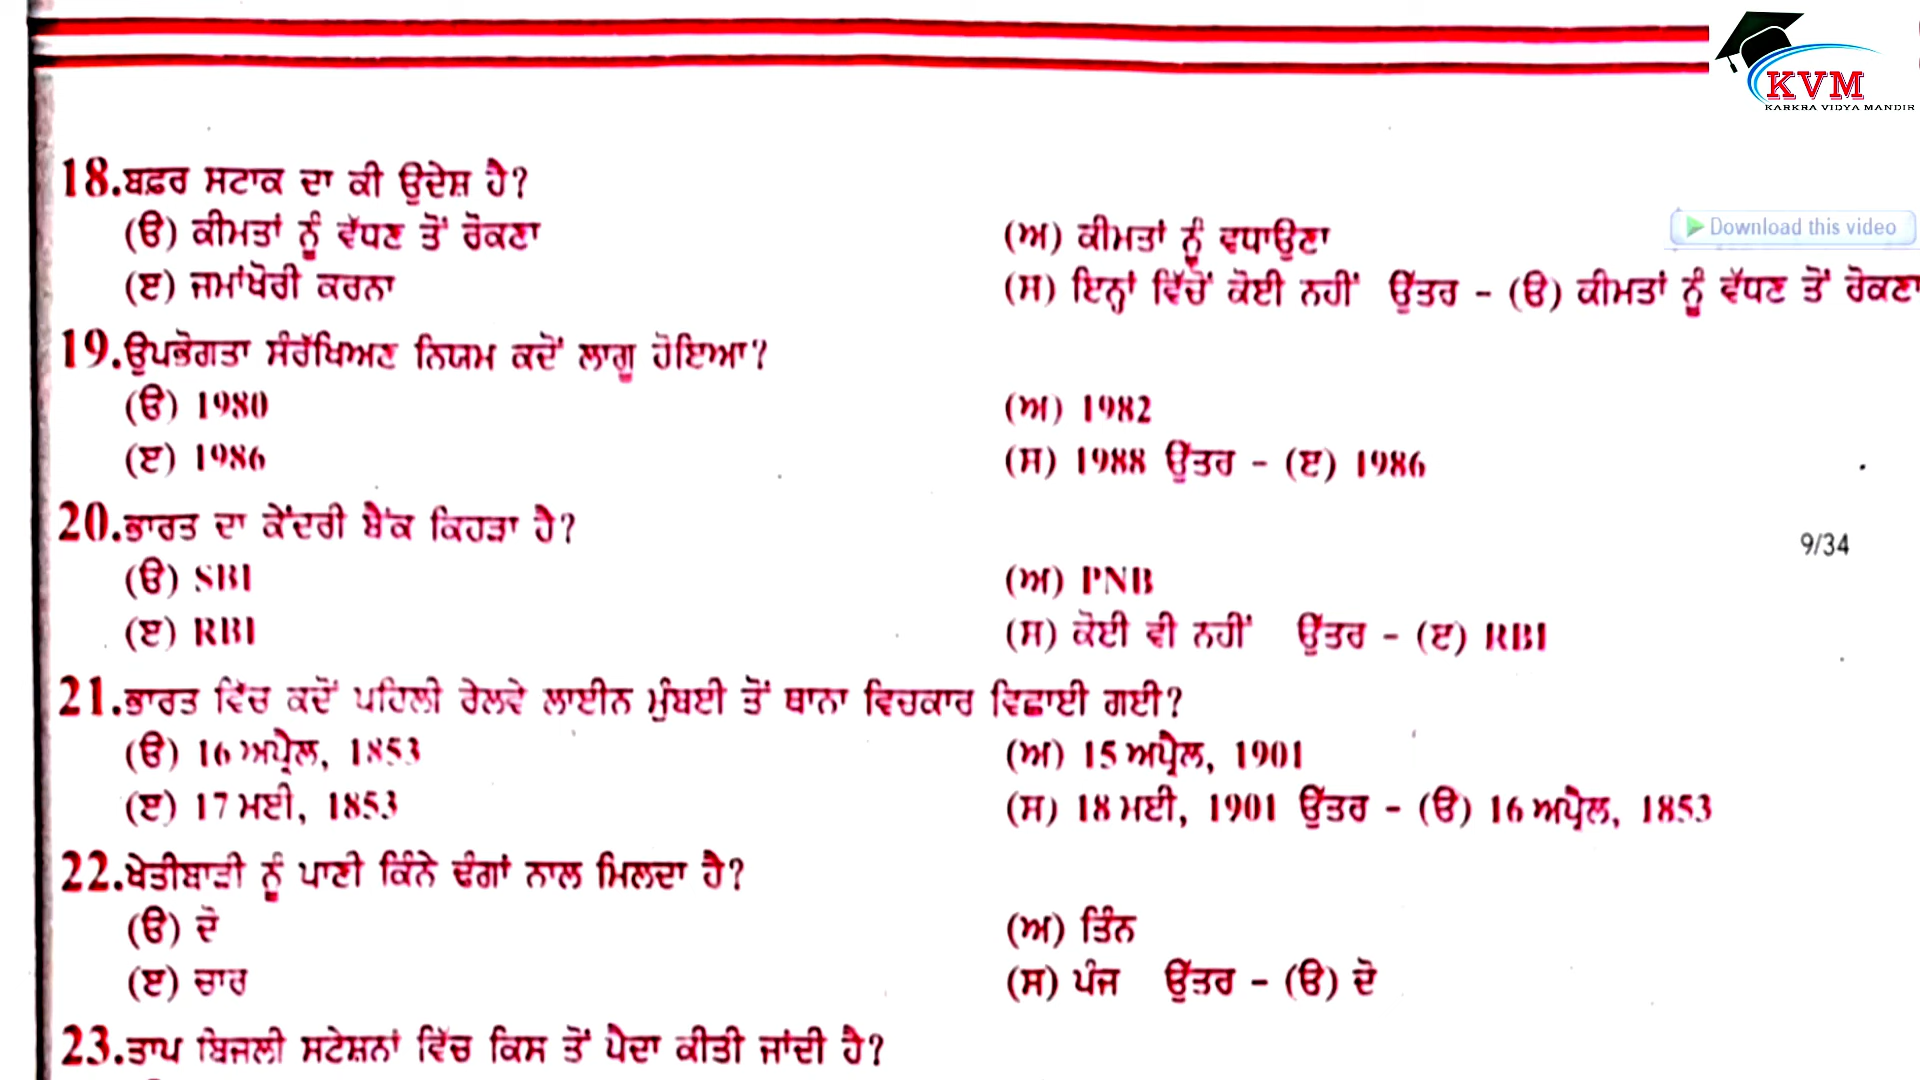 KVM
KARKRA VIDYA MANDIR
18.ਬਫ਼ਰ ਸਟਾਕ ਦਾ ਕੀ ਉਦੇਸ਼ ਹੈ?
(ੳ) ਕੀਮਤਾਂ ਨੂੰ ਵੱਧਣ ਤੋਂ ਰੋਕਣਾ (ਅ) ਕੀਮਤਾਂ ਨੂੰ ਵਧਾਉਣਾ
Download this video
(ੲ) ਜਮਾਂਖੋਰੀ ਕਰਨਾ (ਸ) ਇਨ੍ਹਾਂ ਵਿੱਚੋਂ ਕੋਈ ਨਹੀਂ ਉੱਤਰ - (ੳ) ਕੀਮਤਾਂ ਨੂੰ ਵੱਧਣ ਤੋਂ ਰੋਕਣਾ
19.ਉਪਭੋਗਤਾ ਸੰਰੱਖਿਅਣ ਨਿਯਮ ਕਦੋਂ ਲਾਗੂ ਹੋਇਆ?
(ੳ) 1980 (ਅ) 1982
(ੲ) 1986 (ਸ) 1988 ਉੱਤਰ - (ੲ) 1986
20.ਭਾਰਤ ਦਾ ਕੇਂਦਰੀ ਬੈਂਕ ਕਿਹੜਾ ਹੈ?
9/34
(ੳ) SBI (ਅ) PNB
(ੲ) RBI (ਸ) ਕੋਈ ਵੀ ਨਹੀਂ ਉੱਤਰ - (ੲ) RBI
21.ਭਾਰਤ ਵਿੱਚ ਕਦੋਂ ਪਹਿਲੀ ਰੇਲਵੇ ਲਾਈਨ ਮੁੰਬਈ ਤੋਂ ਥਾਨਾ ਵਿਚਕਾਰ ਵਿਛਾਈ ਗਈ?
(ੳ) 16 ਅਪ੍ਰੈਲ, 1853 (ਅ) 15 ਅਪ੍ਰੈਲ, 1901
(ੲ) 17 ਮਈ, 1853 (ਸ) 18 ਮਈ, 1901 ਉੱਤਰ - (ੳ) 16 ਅਪ੍ਰੈਲ, 1853
22.ਖੇਤੀਬਾੜੀ ਨੂੰ ਪਾਣੀ ਕਿੰਨੇ ਢੰਗਾਂ ਨਾਲ ਮਿਲਦਾ ਹੈ?
(ੳ) ਦੋ (ਅ) ਤਿੰਨ
(ੲ) ਚਾਰ (ਸ) ਪੰਜ ਉੱਤਰ - (ੳ) ਦੋ
23.ਤਾਪ ਬਿਜਲੀ ਸਟੇਸ਼ਨਾਂ ਵਿੱਚ ਕਿਸ ਤੋਂ ਪੈਦਾ ਕੀਤੀ ਜਾਂਦੀ ਹੈ?